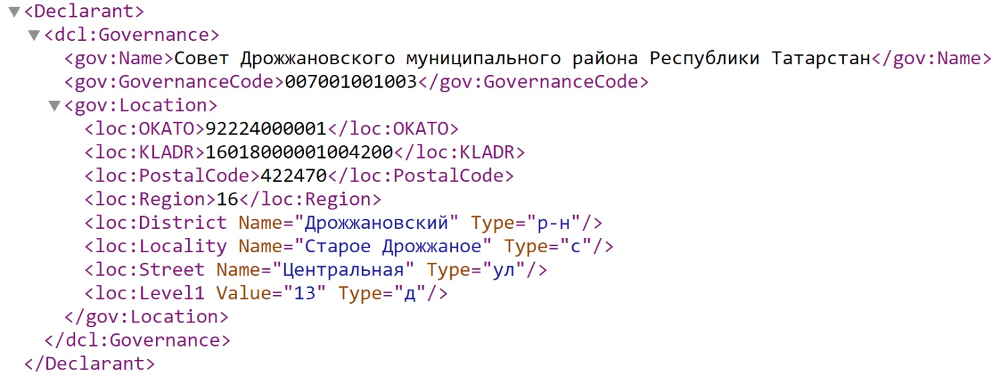 <Declarant>
<dcl:Governance>
<gov:Name>Совет Дрожжановского муниципального района Республики Татарстан</gov:Name>
<gov:GovernanceCode>007001001003</gov:GovernanceCode>
<gov:Location>
<loc:OKATO>92224000001</loc:OKATO>
<loc:KLADR>16018000001004200</loc:KLADR>
<loc:PostalCode>422470</loc:PostalCode>
<loc:Region>16</loc:Region>
<loc:District Name="Дрожжановский" Type="р-н"/>
<loc:Locality Name="Старое Дрожжаное" Type="с"/>
<loc:Street Name="Центральная" Type="ул"/>
<loc:Level1 Value="13" Type="д"/>
</gov:Location>
</dcl:Governance>
</Declarant>